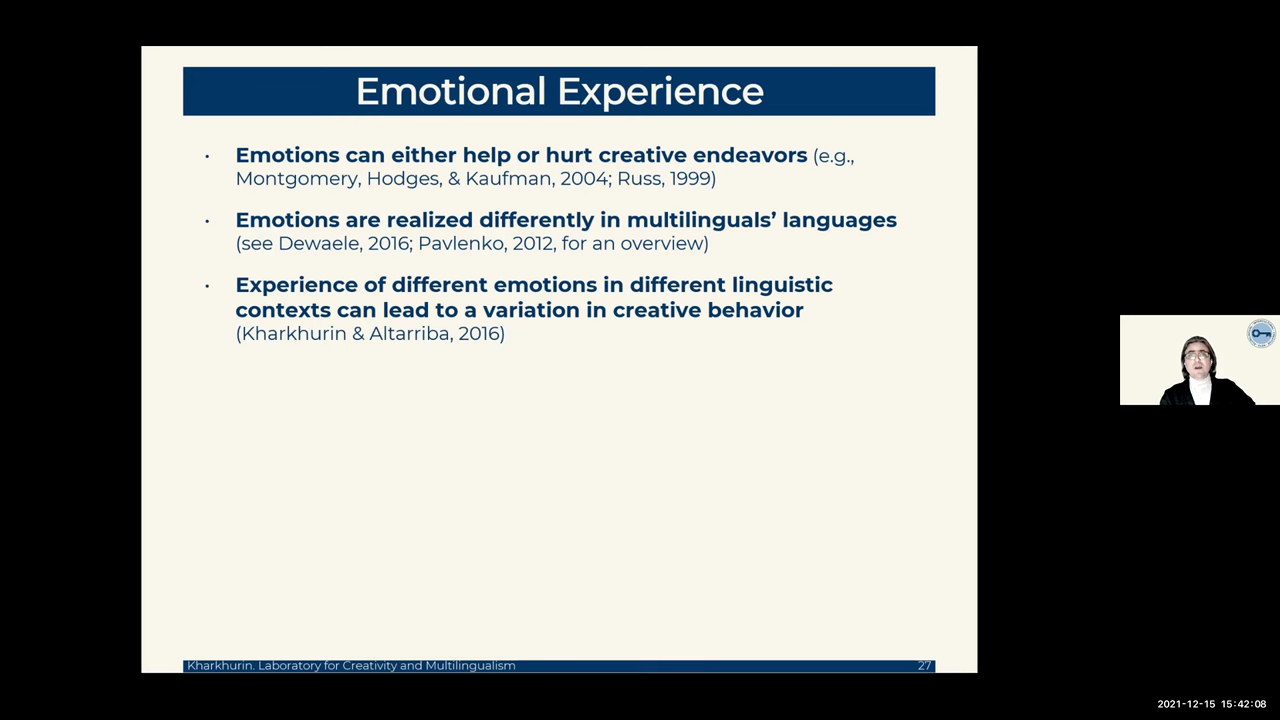 Emotional Experience
• Emotions can either help or hurt creative endeavors (e.g.,
Montgomery, Hodges, & Kaufman, 2004; Russ, 1999)
• Emotions are realized differently in multilinguals’ languages
(see Dewaele, 2016; Pavlenko, 2012, for an overview)
• Experience of different emotions in different linguistic
contexts can lead to a variation in creative behavior
(Kharkhurin & Altarriba, 2016)
Kharkhurin. Laboratory for Creativity and Multilingualism 27
2021-12-15 15:42:08